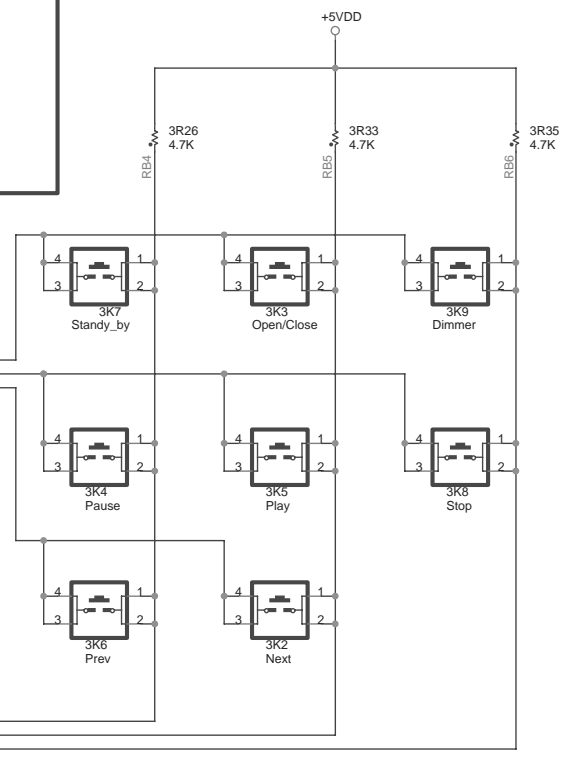 +5VDD
3R26
4.7K
RB4
3R33
4.7K
RB5
3R35
4.7K
RB6
4 1
3 2
3K7
Standy_by
4 1
3 2
3K3
Open/Close
4 1
3 2
3K9
Dimmer
4 1
3 2
3K4
Pause
4 1
3 2
3K5
Play
4 1
3 2
3K8
Stop
4 1
3 2
3K6
Prev
4 1
3 2
3K2
Next